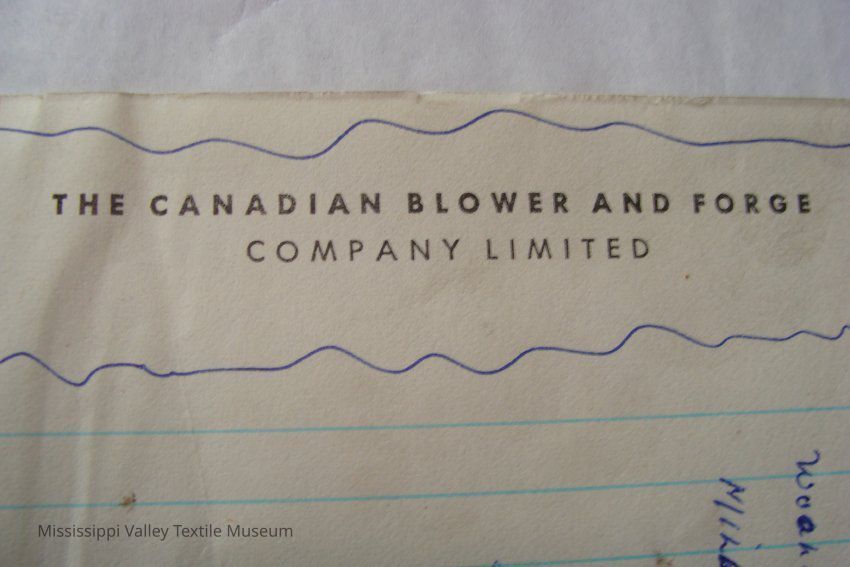 THE CANADIAN BLOWER AND FORGE
COMPANY LIMITED
Mississippi Valley Textile Museum